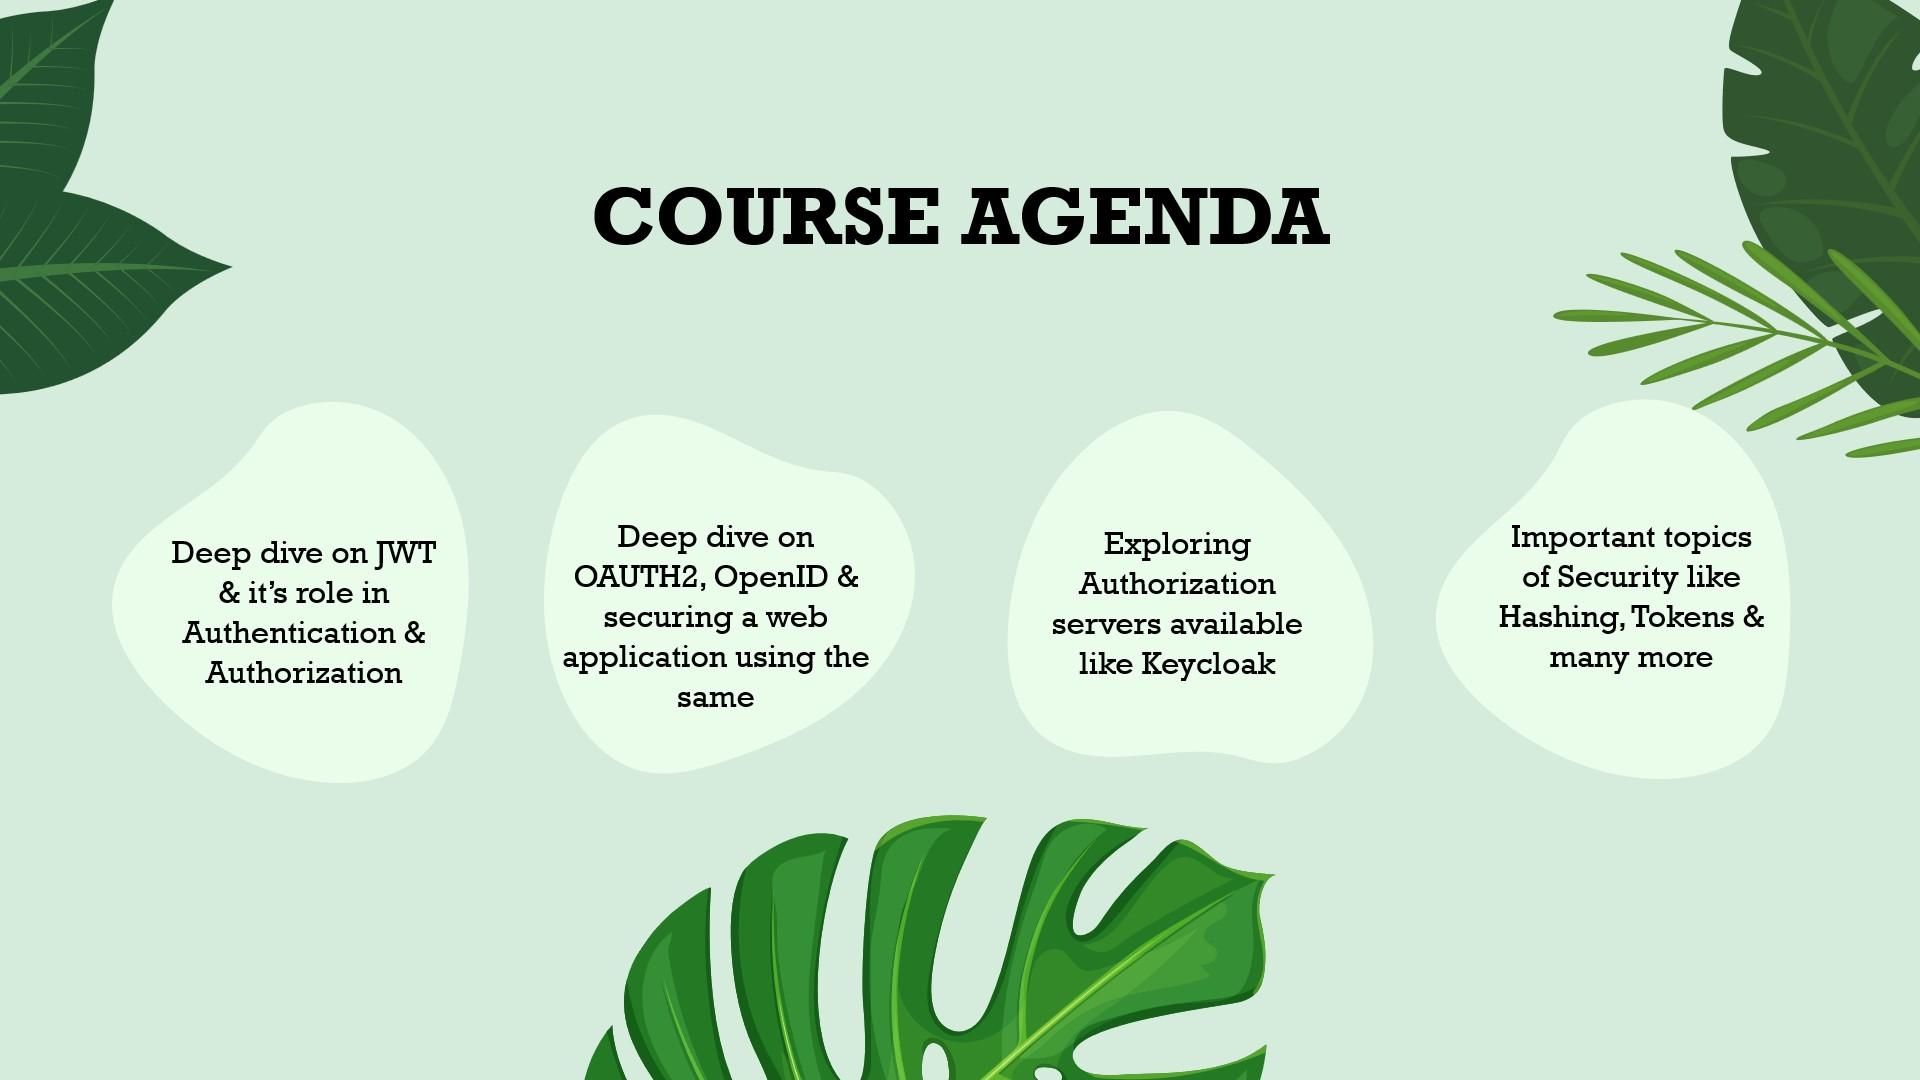 COURSE AGENDA
Deep dive on JWT
& it’s role in
Authentication &
Authorization
Deep dive on
OAUTH2, OpenID &
securing a web
application using the
same
Exploring
Authorization
servers available
like Keycloak
Important topics
of Security like
Hashing, Tokens &
many more